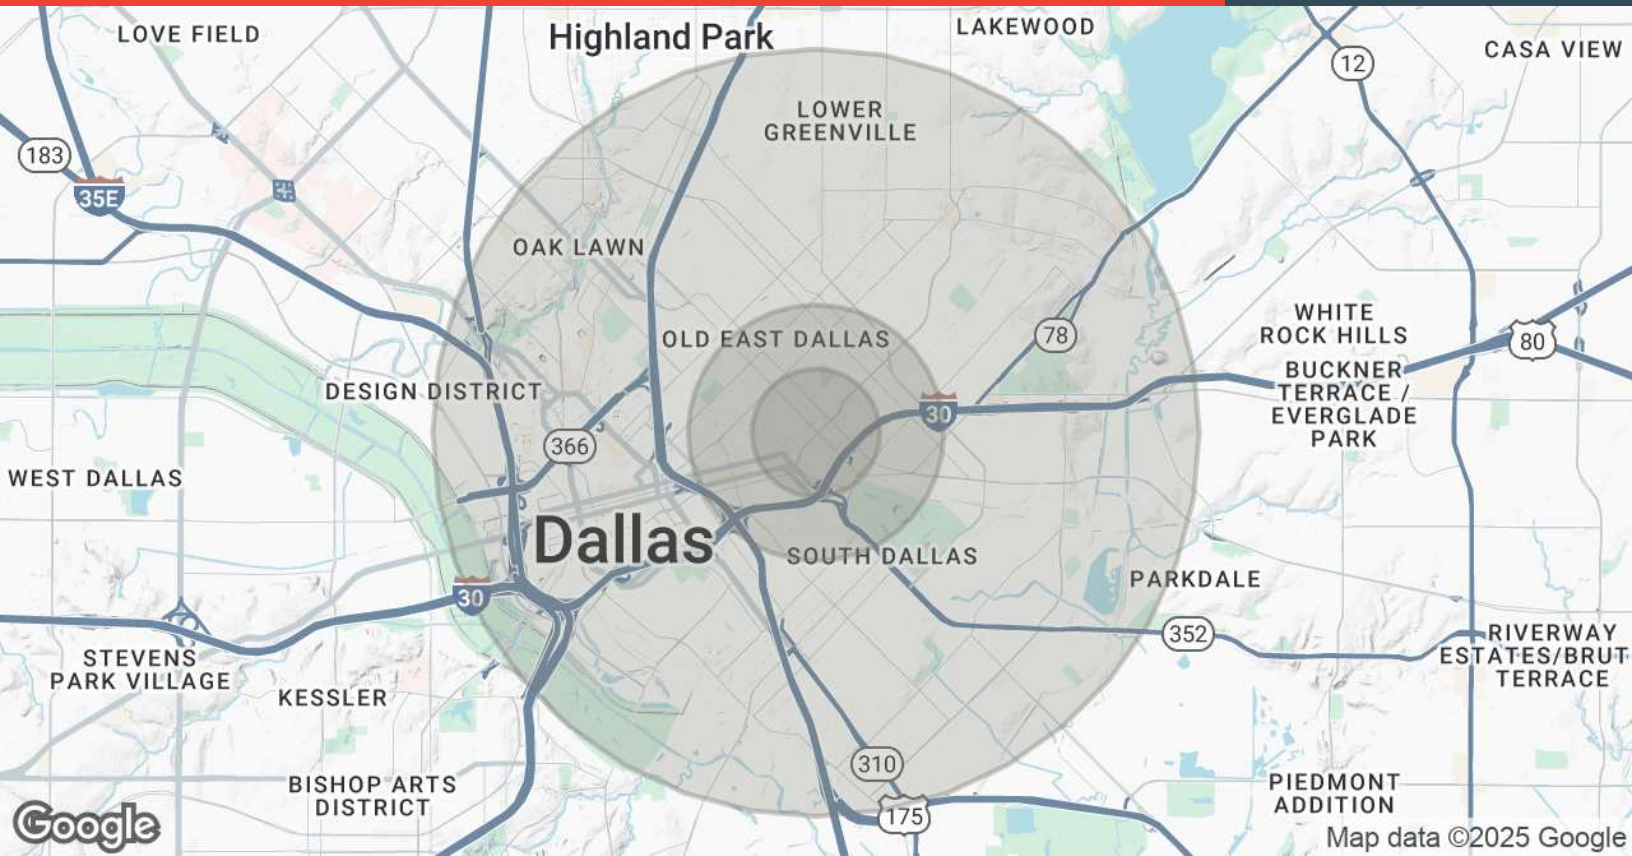 LOVE FIELD
Highland Park
LAKEWOOD
CASA VIEW
12
LOWER
GREENVILLE
183
35E
OAK LAWN
WHITE
ROCK HILLS
OLD EAST DALLAS
78
80
BUCKNER
TERRACE /
EVERGLADE
PARK
DESIGN DISTRICT
30
366
WEST DALLAS
Dallas
SOUTH DALLAS
PARKDALE
30
352
RIVERWAY
ESTATES/BRUT
TERRACE
STEVENS
PARK VILLAGE
KESSLER
310
BISHOP ARTS
DISTRICT
PIEDMONT
ADDITION
175
Google
Map data ©2025 Google